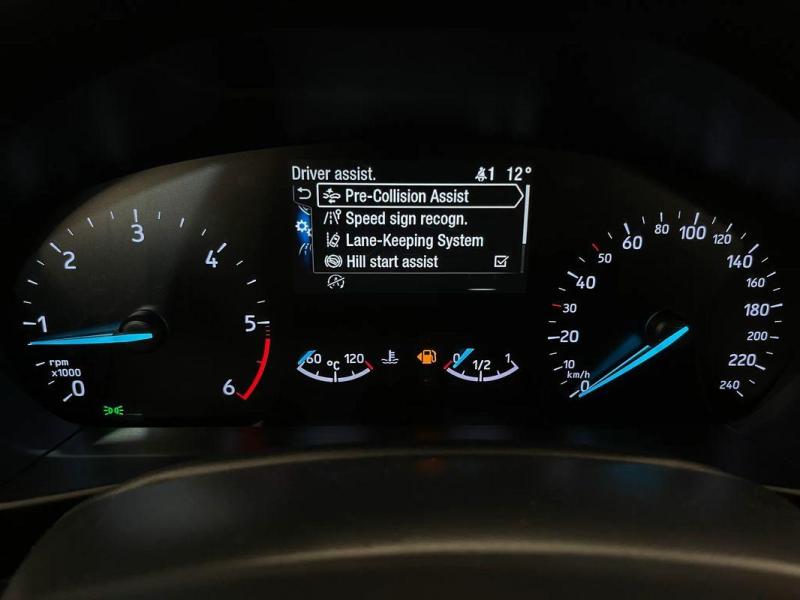 Driver assist.
1 12°
Pre-Collision Assist
Speed sign recogn.
Lane-Keeping System
Hill start assist
0 1 2 3 4 5 6
rpm
x1000
60 °C 120
0 1/2 1
0 10 20 30 40 50 60 80 100 120 140 160 180 200 220 240
km/h